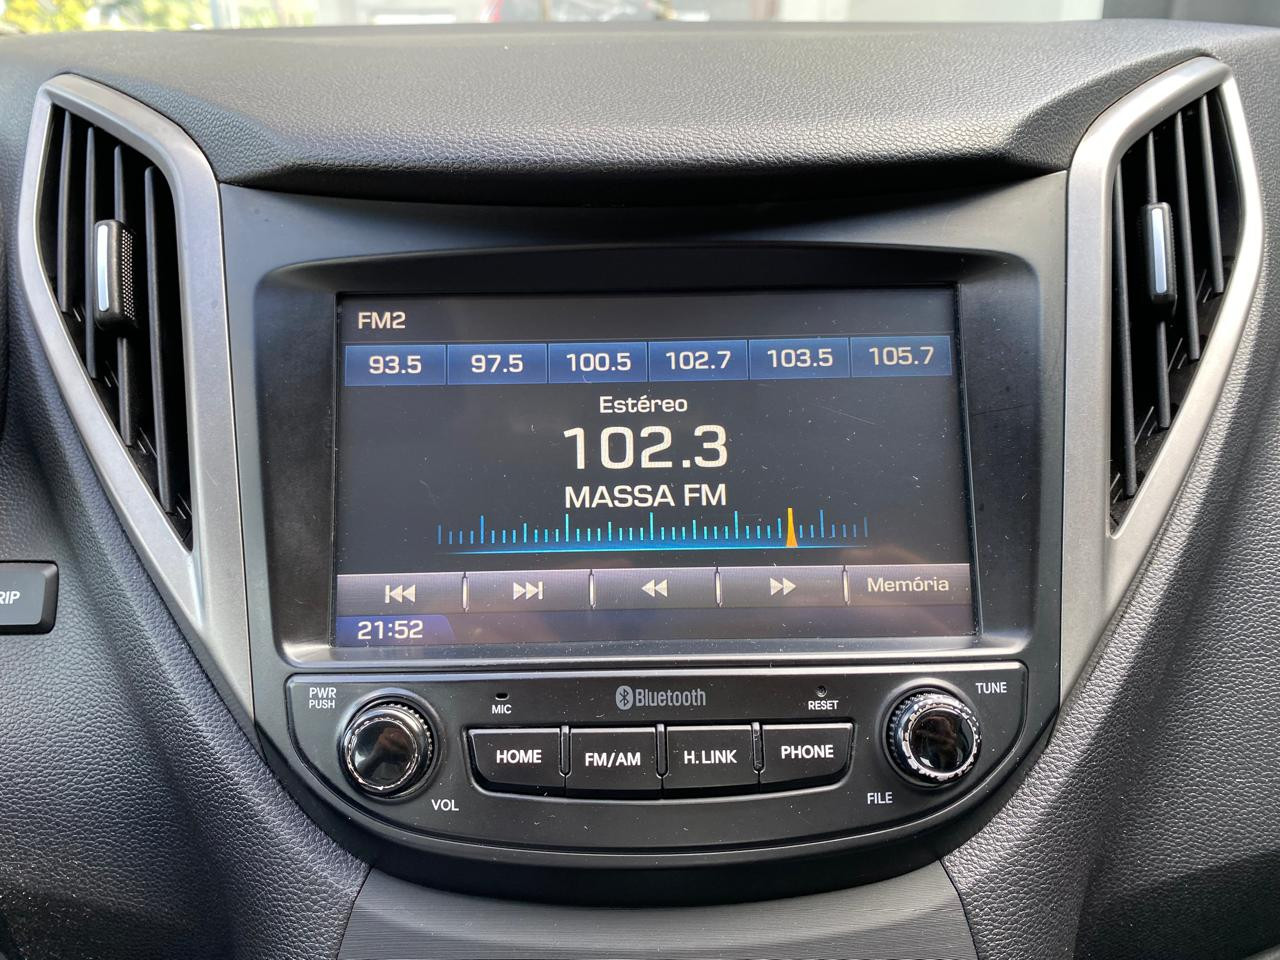 FM2
93.5 97.5 100.5 102.7 103.5 105.7
Estéreo
102.3
MASSA FM
Memória
21:52
RIP
PWR
PUSH
MIC
Bluetooth
RESET
TUNE
HOME FM/AM H.LINK PHONE
VOL
FILE